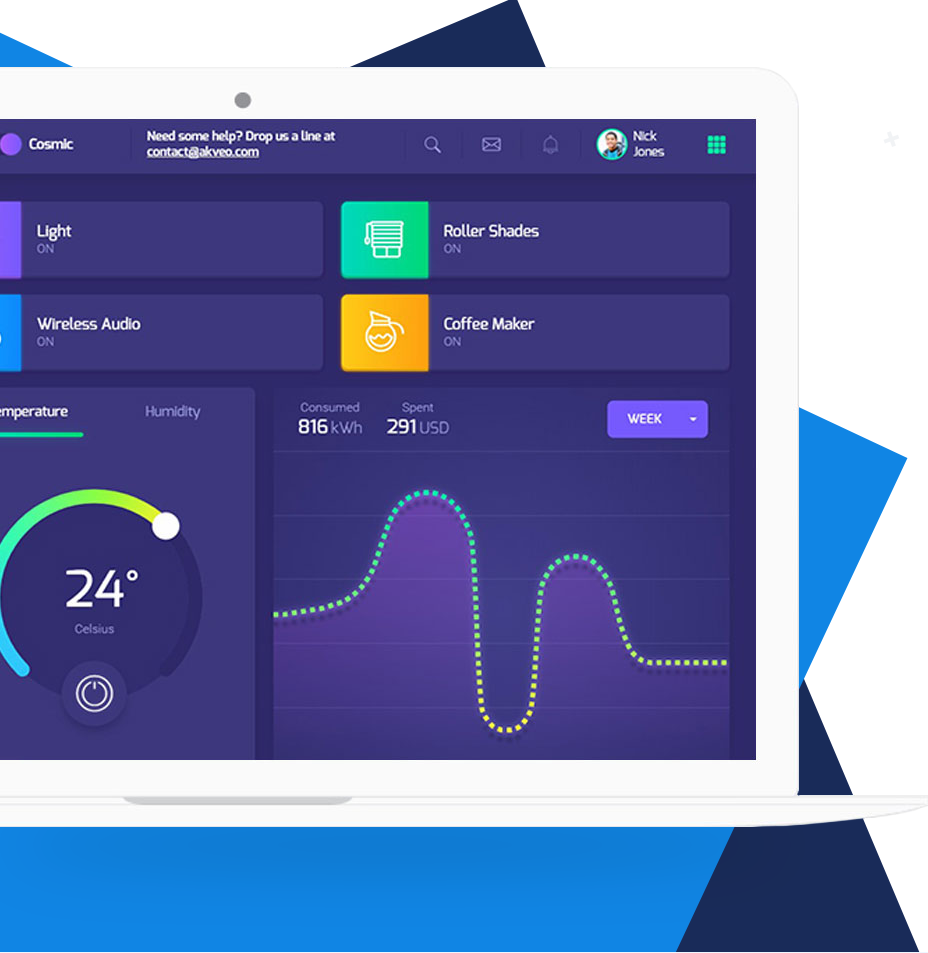 Cosmic
Need some help? Drop us a line at
contact@akveo.com
Nick
Jones
Light
ON
Roller Shades
ON
Wireless Audio
ON
Coffee Maker
ON
emperature
Humidity
Consumed
816 kWh
Spent
291 USD
WEEK
24°
Celsius